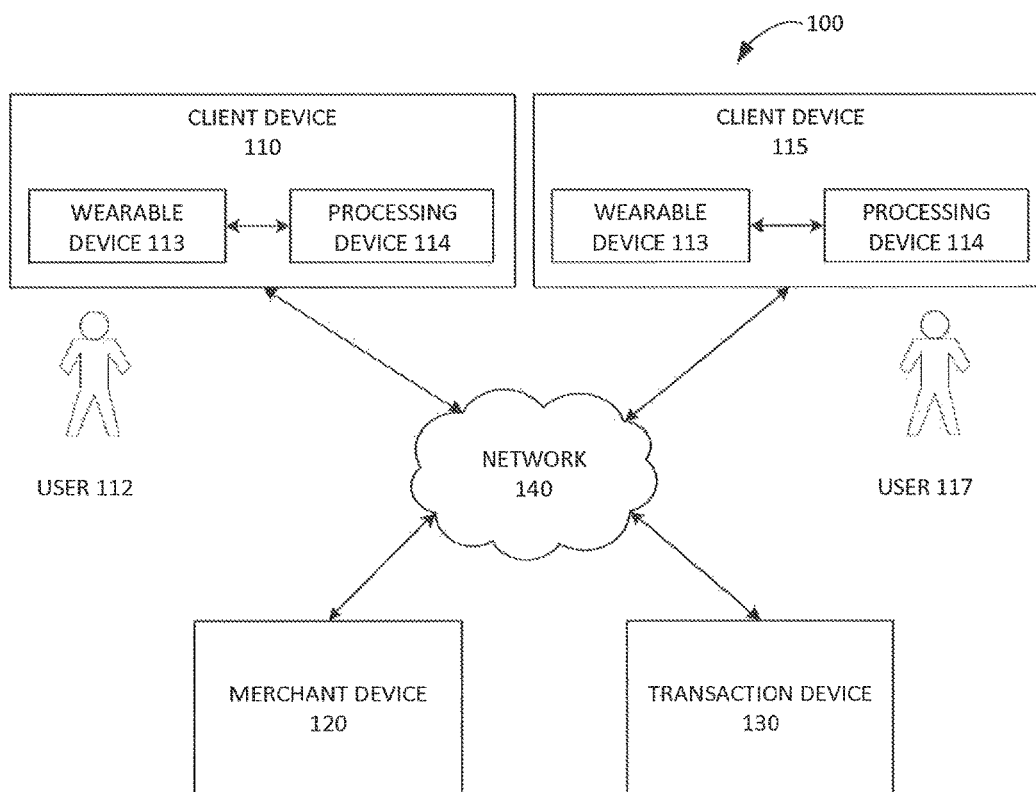 100
CLIENT DEVICE
110
WEARABLE
DEVICE 113
PROCESSING
DEVICE 114
CLIENT DEVICE
115
WEARABLE
DEVICE 113
PROCESSING
DEVICE 114
USER 112
NETWORK
140
USER 117
MERCHANT DEVICE
120
TRANSACTION DEVICE
130